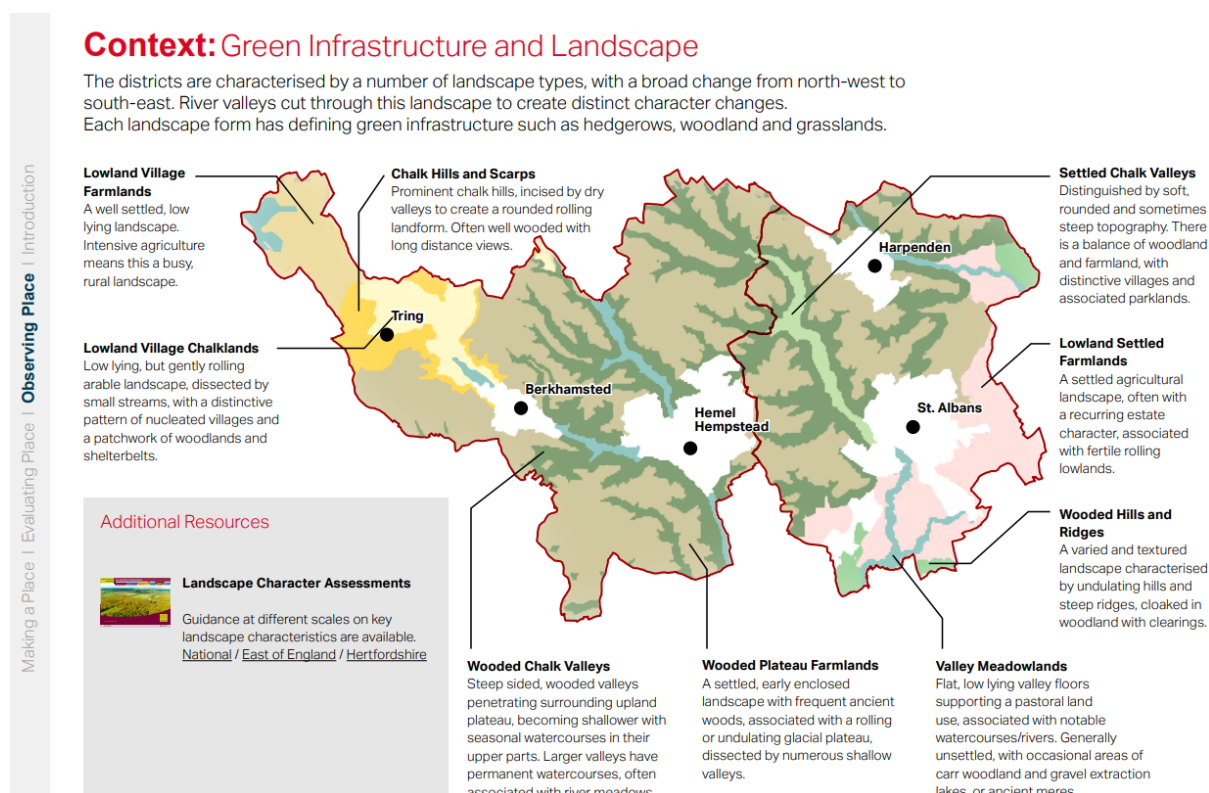 Making a Place | Evaluating Place | Observing Place | Introduction
Context: Green Infrastructure and Landscape
The districts are characterised by a number of landscape types, with a broad change from north-west to
south-east. River valleys cut through this landscape to create distinct character changes.
Each landscape form has defining green infrastructure such as hedgerows, woodland and grasslands.
Lowland Village
Farmlands
A well settled, low
lying landscape.
Intensive agriculture
means this a busy,
rural landscape.
Chalk Hills and Scarps
Prominent chalk hills, incised by dry
valleys to create a rounded rolling
landform. Often well wooded with
long distance views.
Settled Chalk Valleys
Distinguished by soft,
rounded and sometimes
steep topography. There
is a balance of woodland
and farmland, with
distinctive villages and
associated parklands.
Lowland Village Chalklands
Low lying, but gently rolling
arable landscape, dissected by
small streams, with a distinctive
pattern of nucleated villages and
a patchwork of woodlands and
shelterbelts.
Tring
Berkhamsted
Hemel
Hempstead
Harpenden
St. Albans
Lowland Settled
Farmlands
A settled agricultural
landscape, often with
a recurring estate
character, associated
with fertile rolling
lowlands.
Wooded Hills and
Ridges
A varied and textured
landscape characterised
by undulating hills and
steep ridges, cloaked in
woodland with clearings.
Additional Resources
Landscape Character Assessments
Guidance at different scales on key
landscape characteristics are available.
National / East of England / Hertfordshire
Wooded Chalk Valleys
Steep sided, wooded valleys
penetrating surrounding upland
plateau, becoming shallower with
seasonal watercourses in their
upper parts. Larger valleys have
permanent watercourses, often
associated with river meadows
Wooded Plateau Farmlands
A settled, early enclosed
landscape with frequent ancient
woods, associated with a rolling
or undulating glacial plateau,
dissected by numerous shallow
valleys.
Valley Meadowlands
Flat, low lying valley floors
supporting a pastoral land
use, associated with notable
watercourses/rivers. Generally
unsettled, with occasional areas of
carr woodland and gravel extraction
lakes, or ancient meres